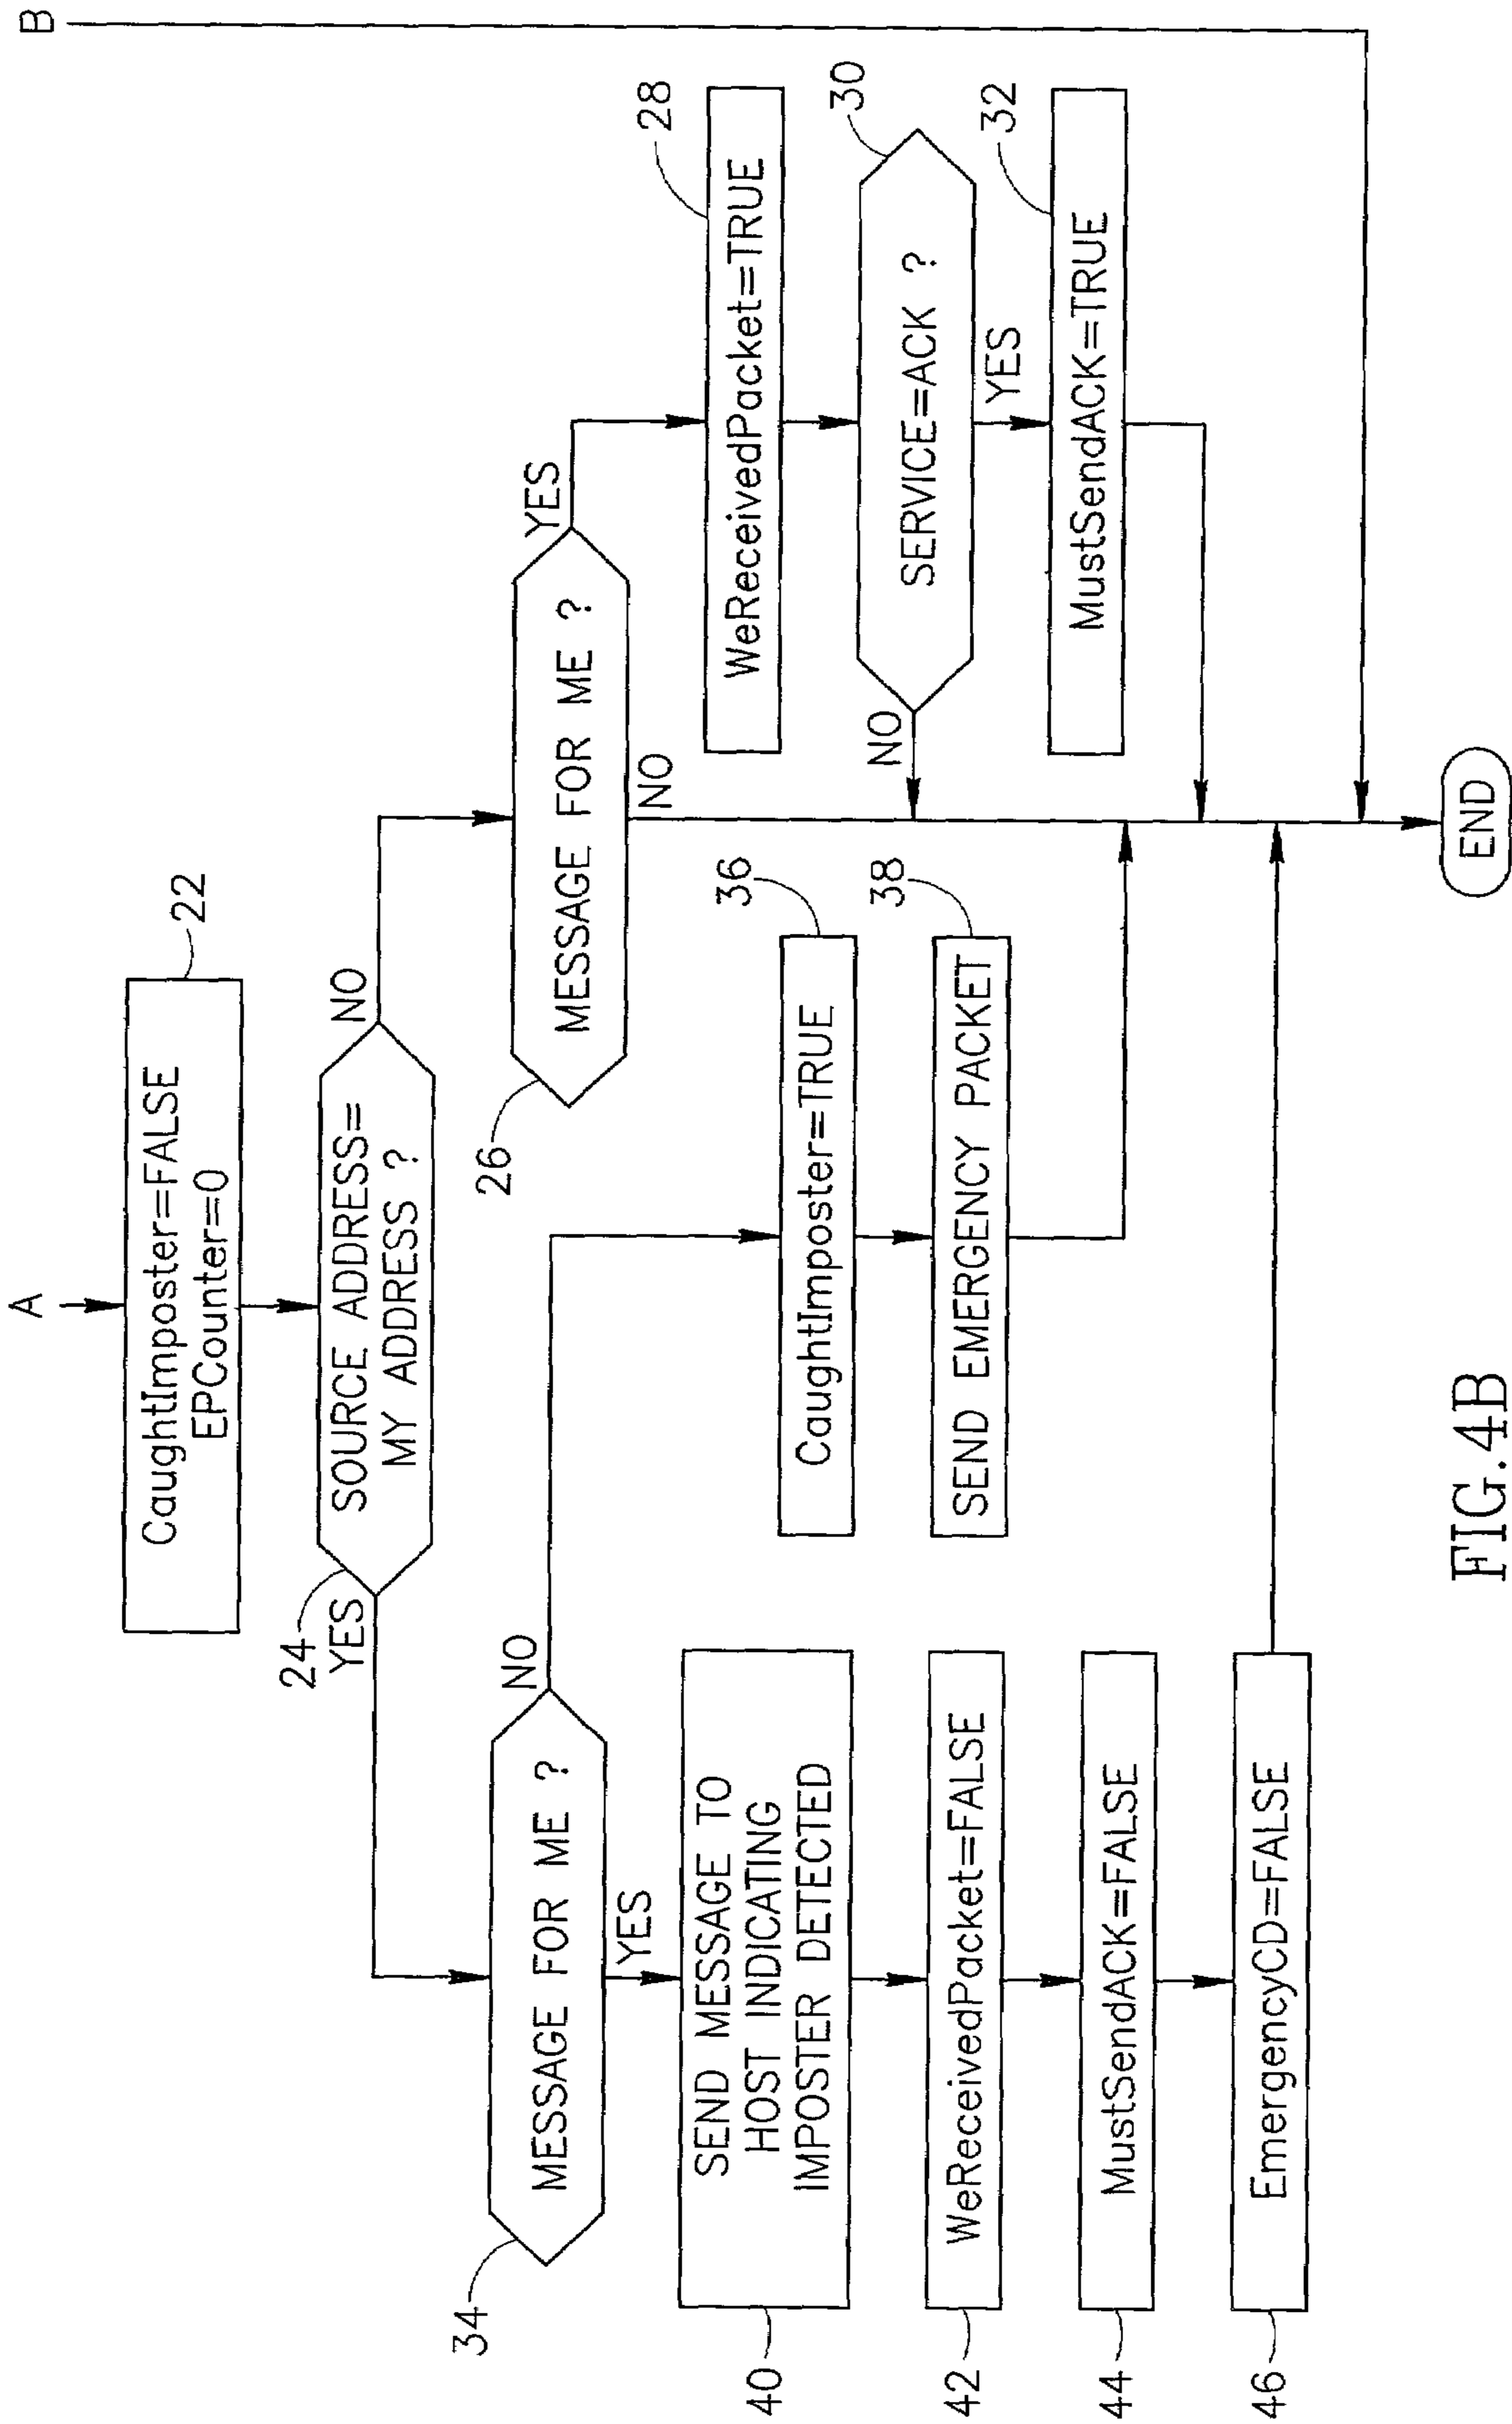 A
B
CaughtImposter=FALSE
EPCounter=0
22
SOURCE ADDRESS=
MY ADDRESS ?
24
YES
NO
MESSAGE FOR ME ?
34
NO
YES
MESSAGE FOR ME ?
26
YES
NO
SEND MESSAGE TO
HOST INDICATING
IMPOSTER DETECTED
40
WeReceivedPacket=FALSE
42
MustSendACK=FALSE
44
EmergencyCD=FALSE
46
CaughtImposter=TRUE
36
SEND EMERGENCY PACKET
38
WeReceivedPacket=TRUE
28
SERVICE=ACK ?
30
NO
YES
MustSendACK=TRUE
32
END
FIG.4B